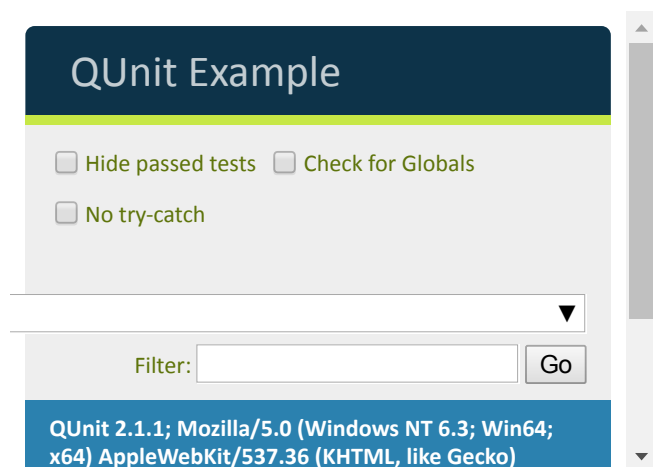 QUnit Example
Hide passed tests Check for Globals
No try-catch
Filter: Go
QUnit 2.1.1; Mozilla/5.0 (Windows NT 6.3; Win64;
x64) AppleWebKit/537.36 (KHTML, like Gecko)